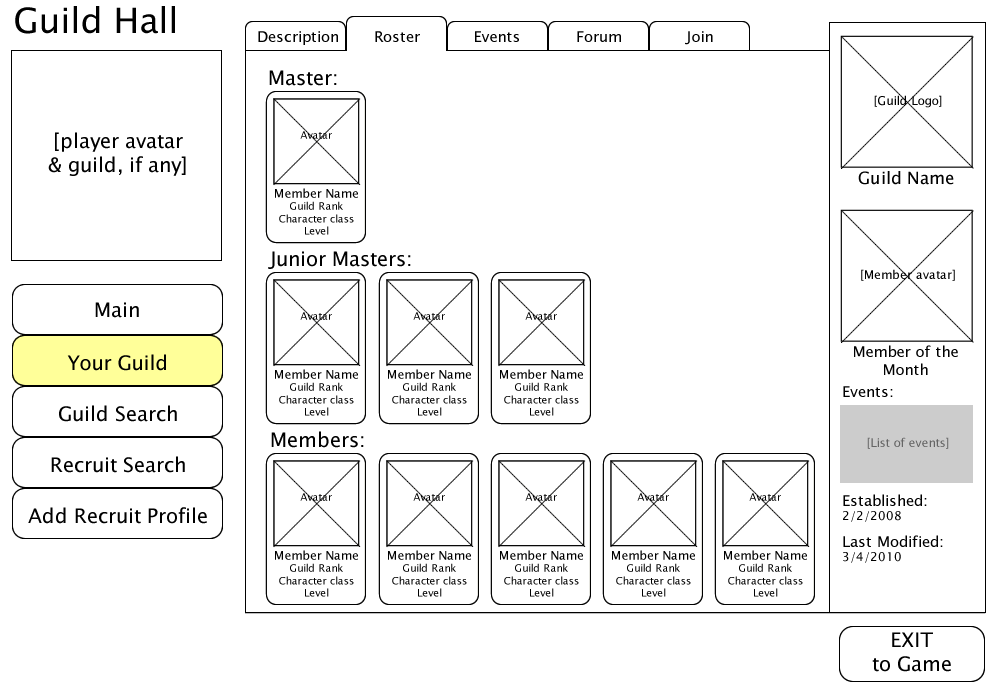 Guild Hall
[player avatar
& guild, if any]
Main
Your Guild
Guild Search
Recruit Search
Add Recruit Profile
Description
Roster
Events
Forum
Join
Master:
Avatar
Member Name
Guild Rank
Character class
Level
Junior Masters:
Avatar
Member Name
Guild Rank
Character class
Level
Avatar
Member Name
Guild Rank
Character class
Level
Avatar
Member Name
Guild Rank
Character class
Level
Members:
Avatar
Member Name
Guild Rank
Character class
Level
Avatar
Member Name
Guild Rank
Character class
Level
Avatar
Member Name
Guild Rank
Character class
Level
Avatar
Member Name
Guild Rank
Character class
Level
Avatar
Member Name
Guild Rank
Character class
Level
[Guild Logo]
Guild Name
[Member avatar]
Member of the
Month
Events:
[List of events]
Established:
2/2/2008
Last Modified:
3/4/2010
EXIT
to Game